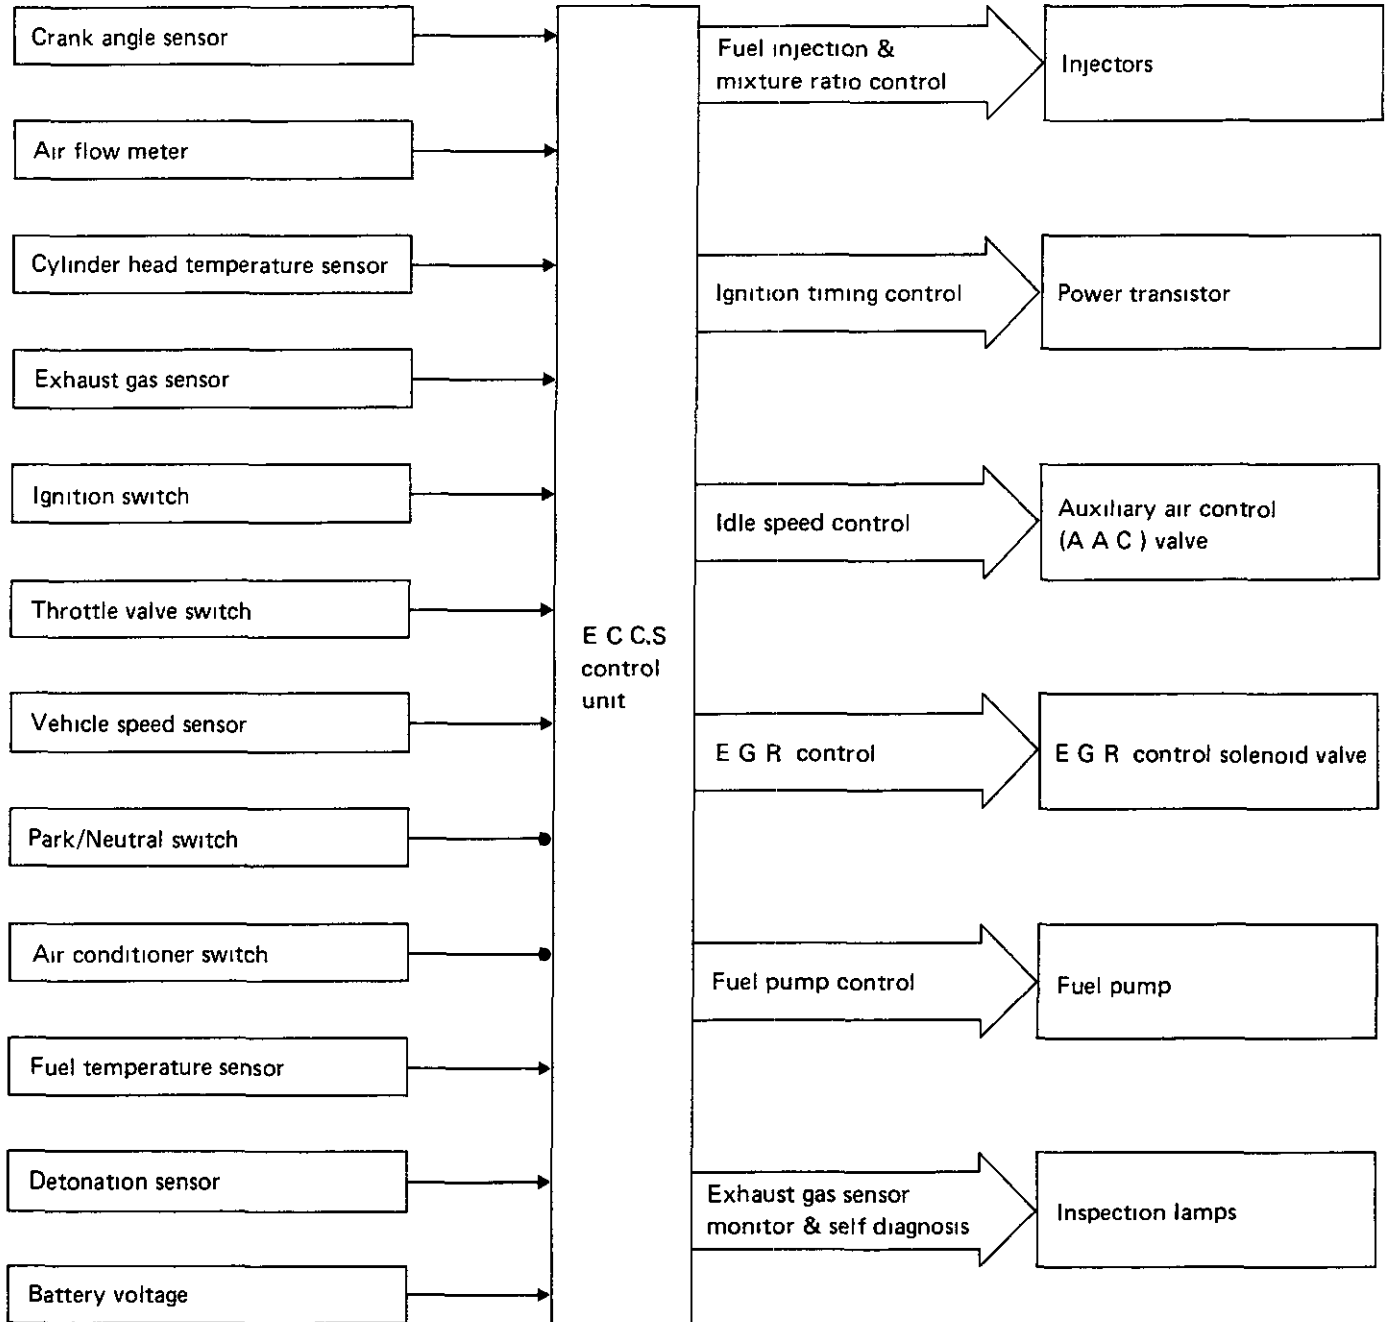 Crank angle sensor
Air flow meter
Cylinder head temperature sensor
Exhaust gas sensor
Ignition switch
Throttle valve switch
Vehicle speed sensor
Park/Neutral switch
Air conditioner switch
Fuel temperature sensor
Detonation sensor
Battery voltage
E C C.S
control
unit
Fuel injection &
mixture ratio control
Ignition timing control
Idle speed control
E G R control
Fuel pump control
Exhaust gas sensor
monitor & self diagnosis
Injectors
Power transistor
Auxiliary air control
(A A C ) valve
E G R control solenoid valve
Fuel pump
Inspection lamps